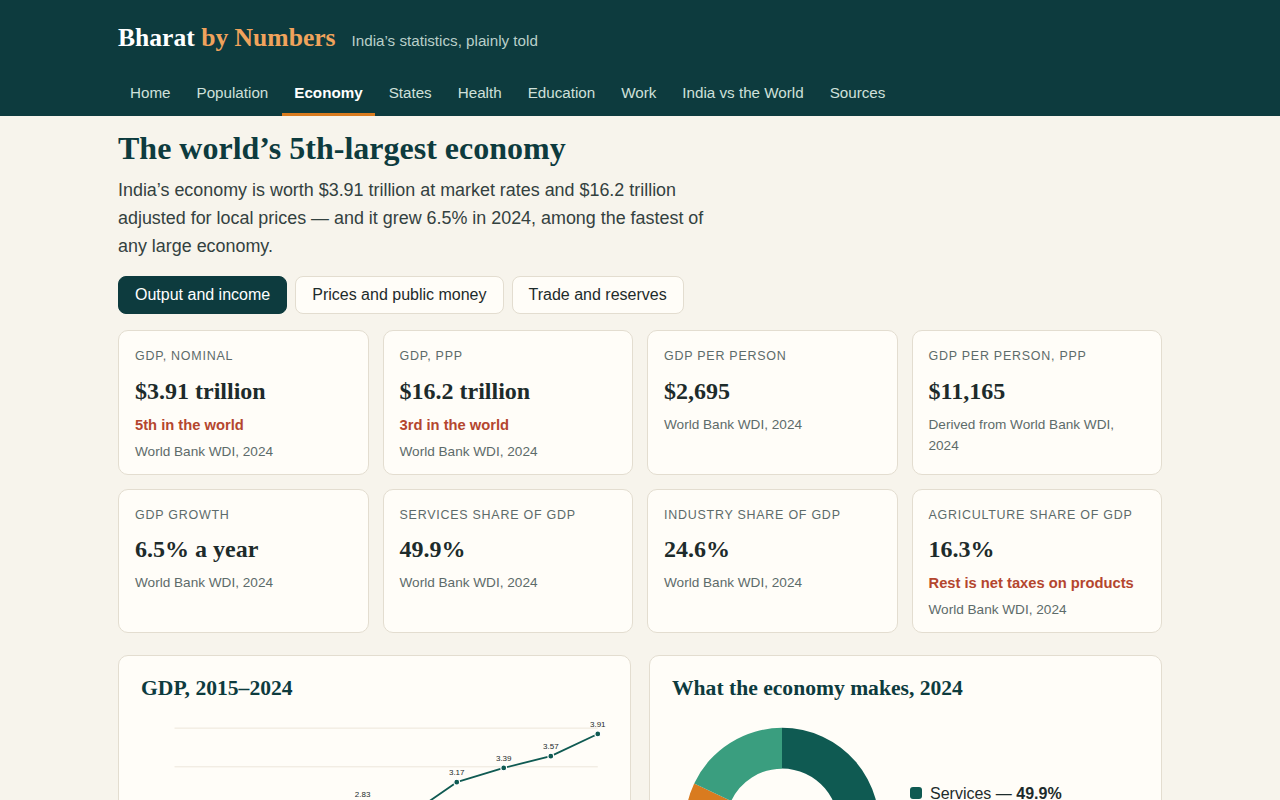 Bharat by Numbers India’s statistics, plainly told
Home Population Economy States Health Education Work India vs the World Sources
The world’s 5th-largest economy
India’s economy is worth $3.91 trillion at market rates and $16.2 trillion
adjusted for local prices — and it grew 6.5% in 2024, among the fastest of
any large economy.
Output and income Prices and public money Trade and reserves
GDP, NOMINAL
$3.91 trillion
5th in the world
World Bank WDI, 2024
GDP, PPP
$16.2 trillion
3rd in the world
World Bank WDI, 2024
GDP PER PERSON
$2,695
World Bank WDI, 2024
GDP PER PERSON, PPP
$11,165
Derived from World Bank WDI,
2024
GDP GROWTH
6.5% a year
World Bank WDI, 2024
SERVICES SHARE OF GDP
49.9%
World Bank WDI, 2024
INDUSTRY SHARE OF GDP
24.6%
World Bank WDI, 2024
AGRICULTURE SHARE OF GDP
16.3%
Rest is net taxes on products
World Bank WDI, 2024
GDP, 2015–2024
3.91
3.57
3.39
3.17
2.83
What the economy makes, 2024
Services — 49.9%